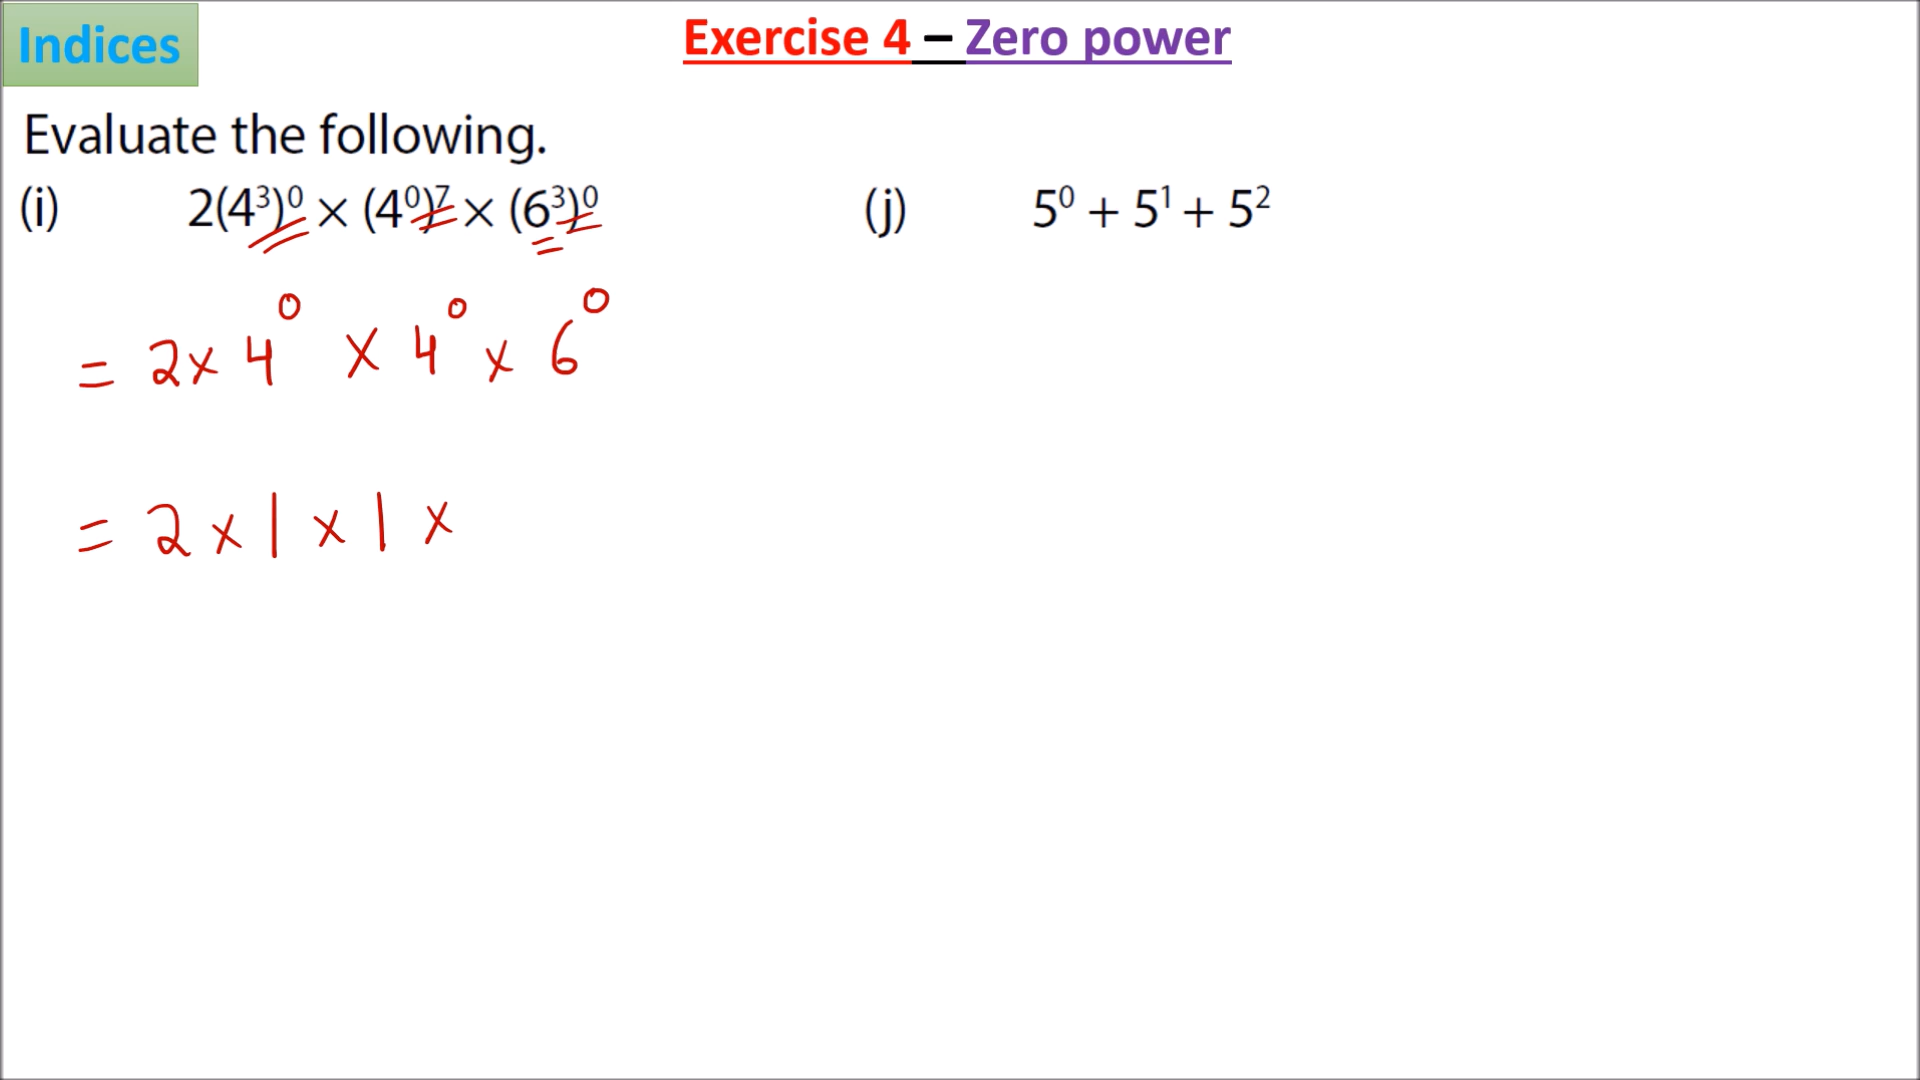 Indices
Exercise 4 – Zero power
Evaluate the following.
(i) 2(4³)⁰ × (4⁰)⁷ × (6³)⁰
(j) 5⁰ + 5¹ + 5²
= 2 × 4⁰ × 4⁰ × 6⁰
= 2 × 1 × 1 ×